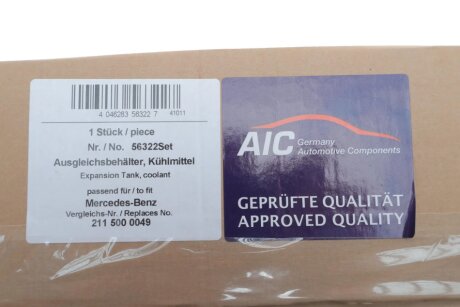 4 046283 56322 7
41011
1 Stück / piece
Nr. / No. 56322Set
Ausgleichsbehälter, Kühlmittel
Expansion Tank, coolant
passend für / to fit
Mercedes-Benz
Vergleichs-Nr. / Replaces No.
211 500 0049
AIC Germany
Automotive Components
GEPRÜFTE QUALITÄT
APPROVED QUALITY